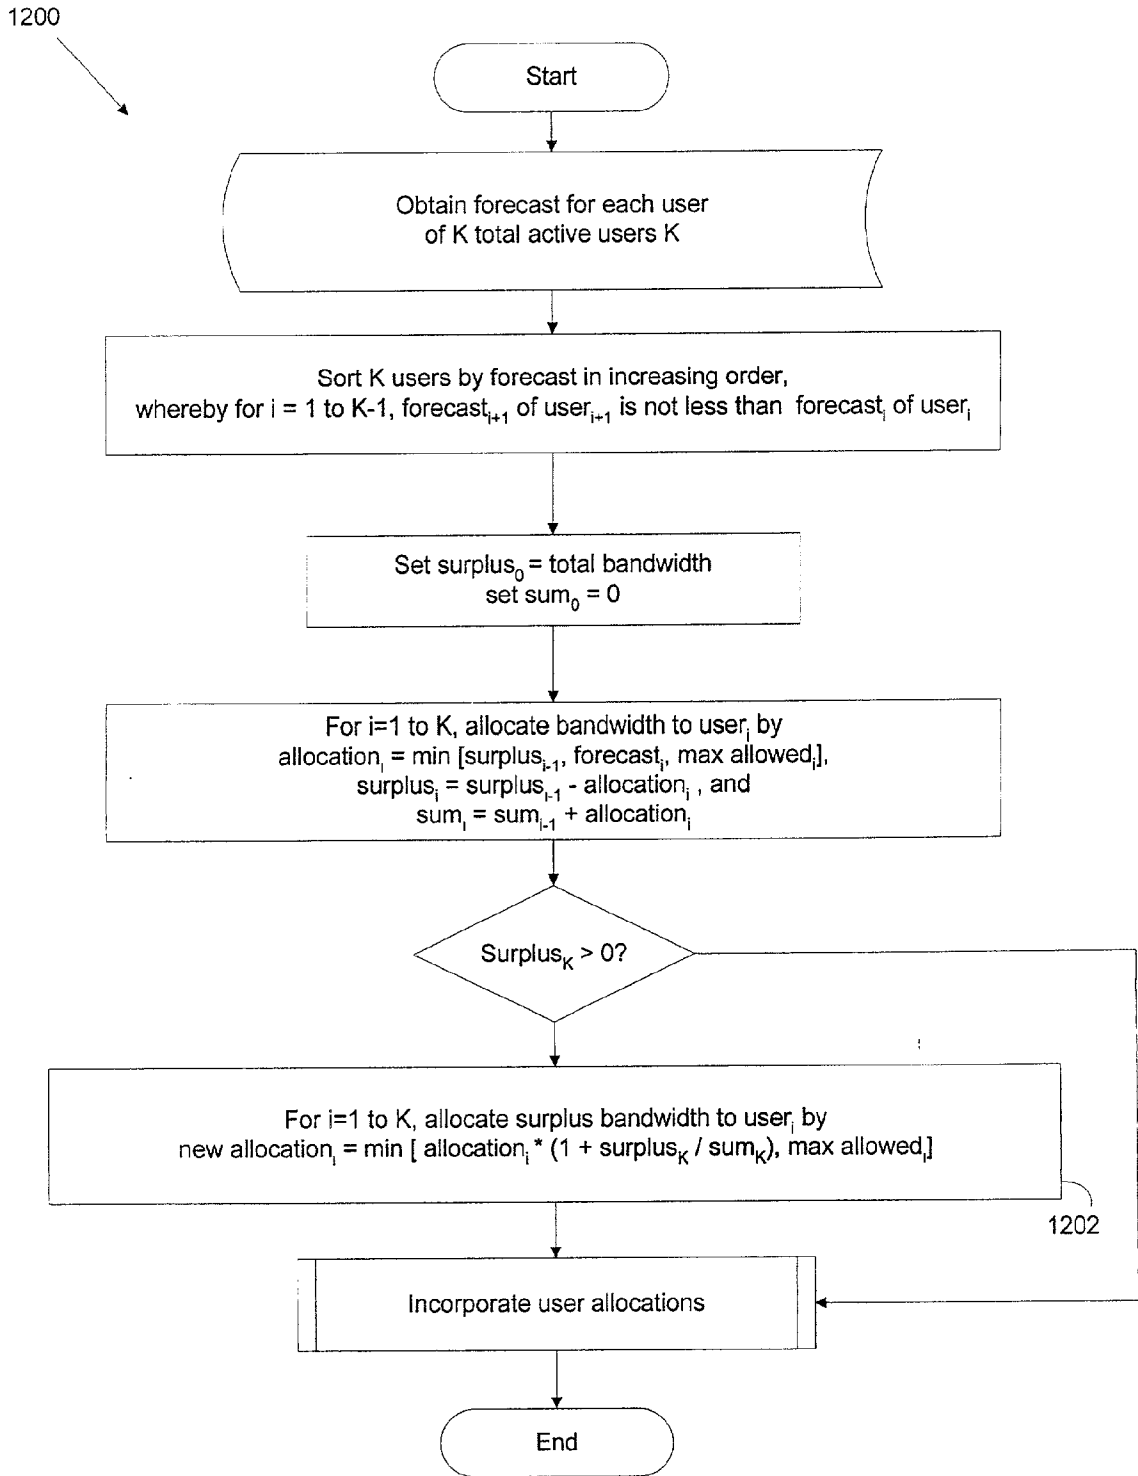 1200
Start
Obtain forecast for each user
of K total active users K
Sort K users by forecast in increasing order,
whereby for i = 1 to K-1, forecast_{i+1} of user_{i+1} is not less than forecast_i of user_i
Set surplus_0 = total bandwidth
set sum_0 = 0
For i=1 to K, allocate bandwidth to user_i by
allocation_i = min [surplus_{i-1}, forecast_i, max allowed_i],
surplus_i = surplus_{i-1} - allocation_i , and
sum_i = sum_{i-1} + allocation_i
Surplus_K > 0?
For i=1 to K, allocate surplus bandwidth to user_i by
new allocation_i = min [ allocation_i * (1 + surplus_K / sum_K), max allowed_i]
1202
Incorporate user allocations
End